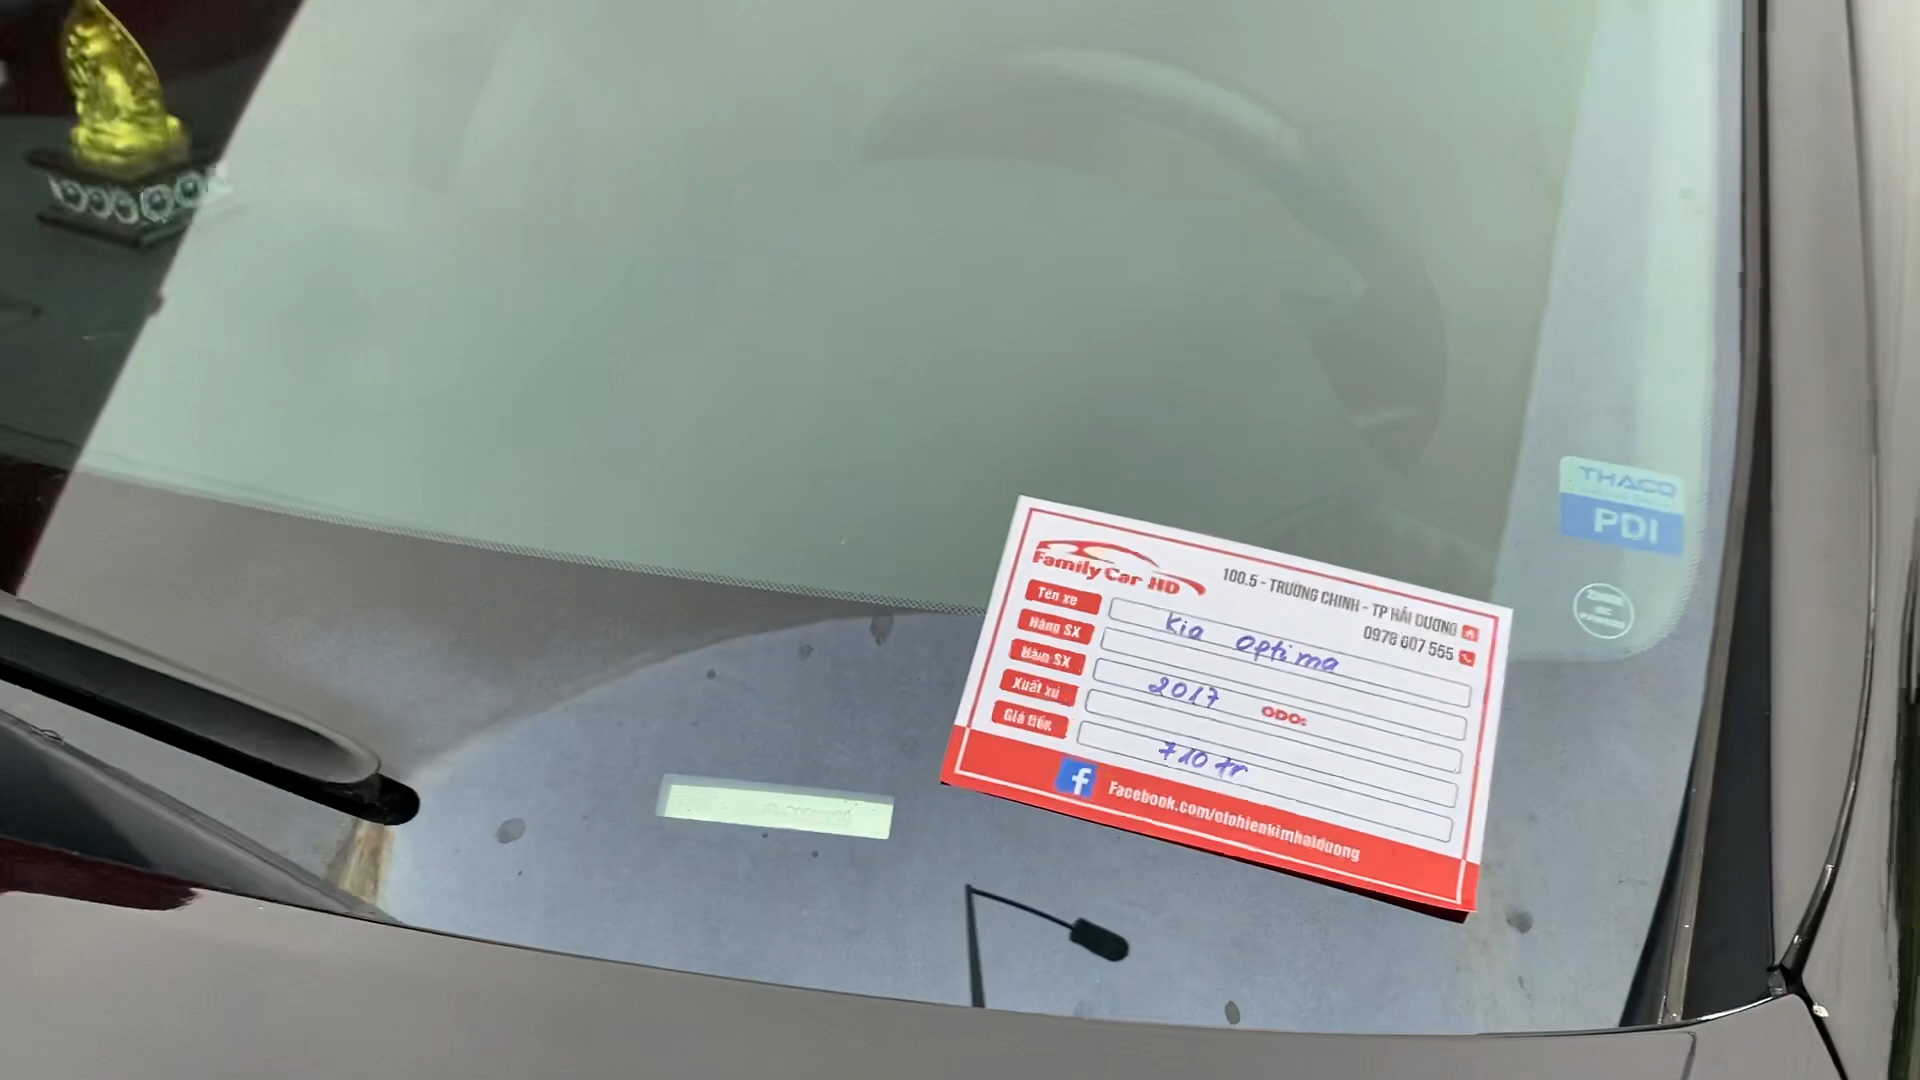 Family Car HD
100.5 - TRƯỜNG CHINH - TP HẢI DƯƠNG
0978 607 555
Tên xe
Kia Optima
Hãng SX
Năm SX
2017
ODO:
Xuất xứ
Giá bán
710 tr
Facebook.com/otohienkimhaiduong
THACO
PDI